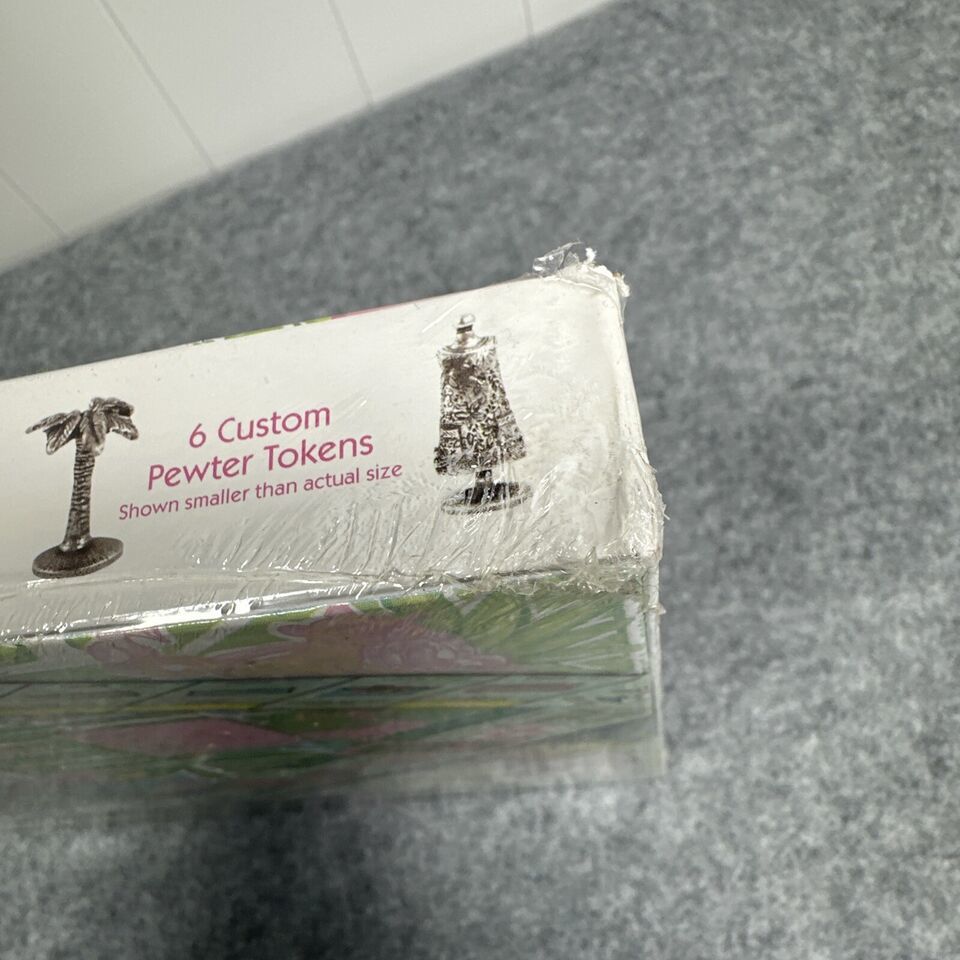 6 Custom
Pewter Tokens
Shown smaller than actual size